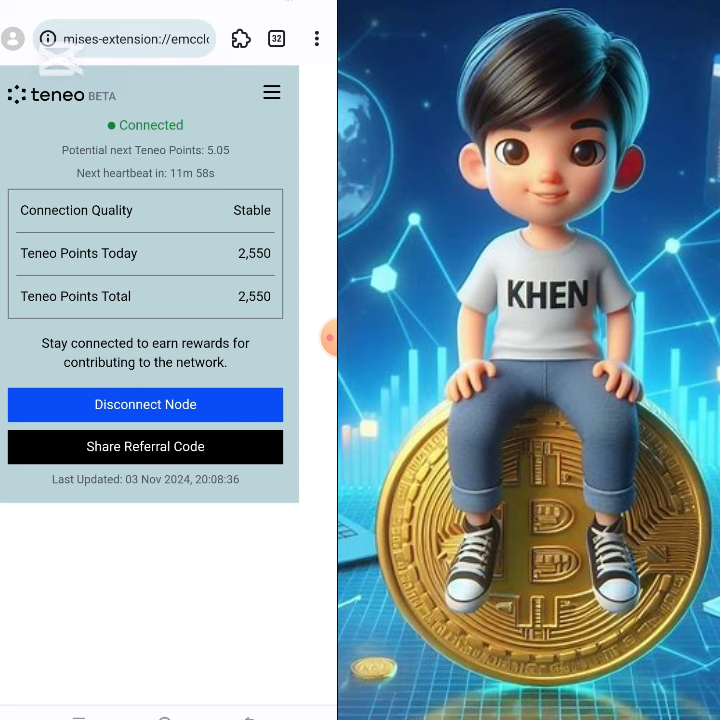 mises-extension://emccl
32
teneo BETA
Connected
Potential next Teneo Points: 5.05
Next heartbeat in: 11m 58s
Connection Quality Stable
Teneo Points Today 2,550
Teneo Points Total 2,550
Stay connected to earn rewards for
contributing to the network.
Disconnect Node
Share Referral Code
Last Updated: 03 Nov 2024, 20:08:36
KHEN